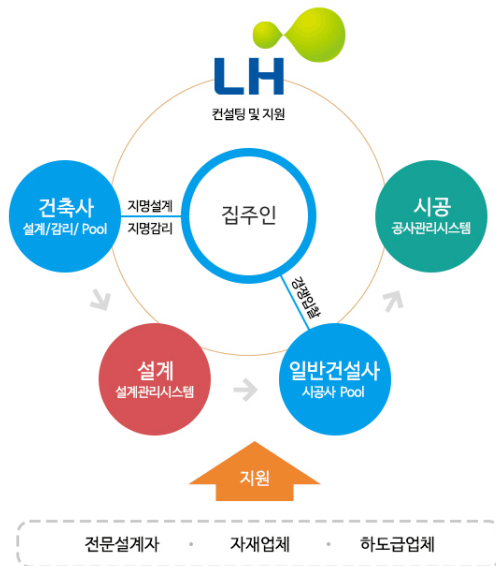 LH
컨설팅 및 지원
건축사
설계/감리/ Pool
지명설계
지명감리
집주인
시공
공사관리시스템
경쟁입찰
설계
설계관리시스템
일반건설사
시공사 Pool
지원
전문설계자 · 자재업체 · 하도급업체